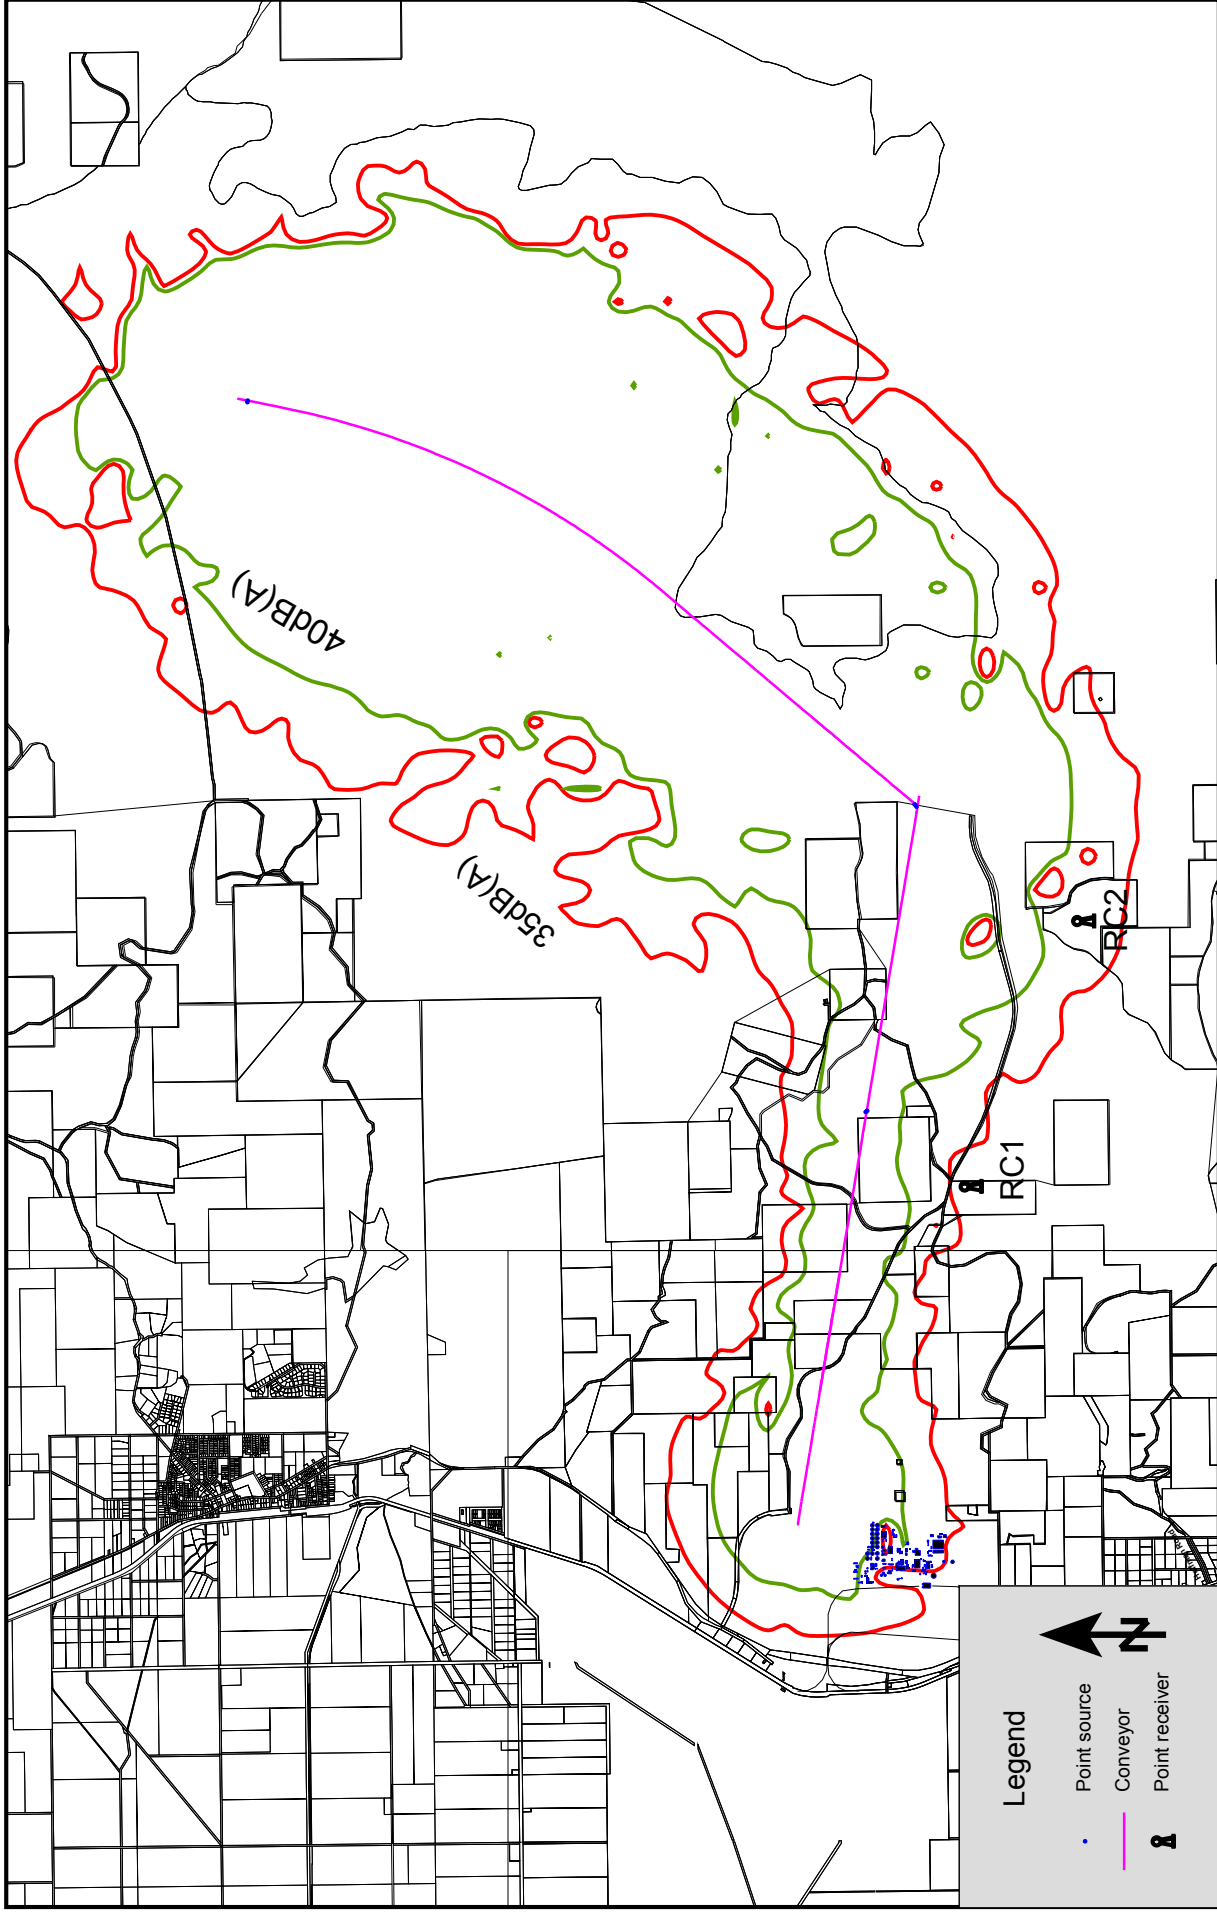 40dB(A)
35dB(A)
RC2
RC1
Legend
Point source
Conveyor
Point receiver
N